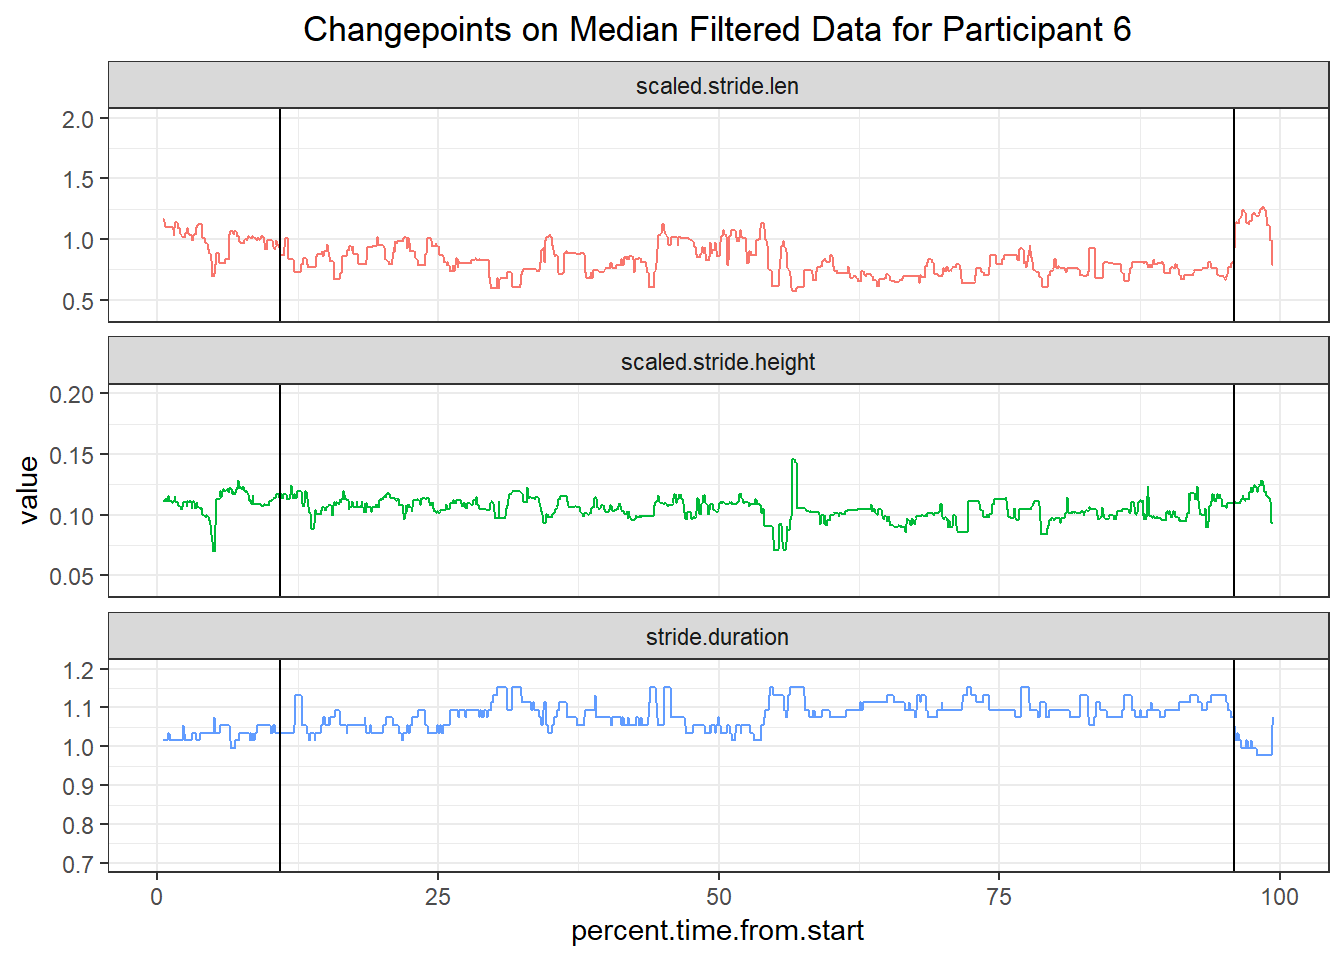 Changepoints on Median Filtered Data for Participant 6
scaled.stride.len
2.0
1.5
1.0
0.5
scaled.stride.height
0.20
0.15
0.10
0.05
value
stride.duration
1.2
1.1
1.0
0.9
0.8
0.7
0 25 50 75 100
percent.time.from.start